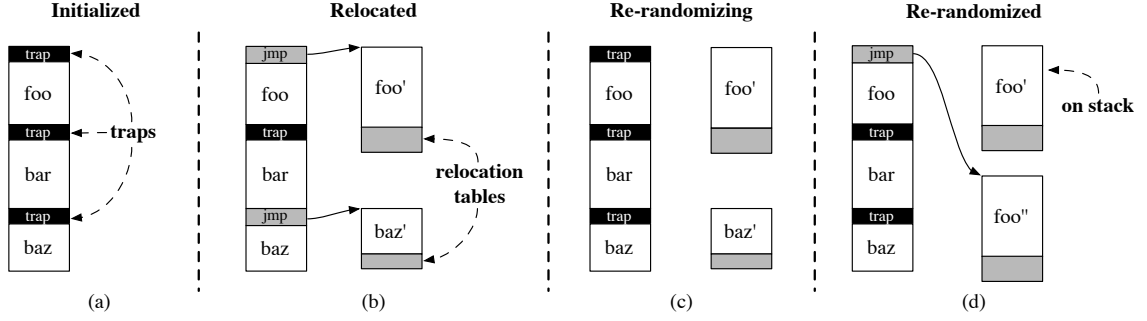 Initialized
trap
foo
trap
traps
bar
trap
baz
(a)
Relocated
jmp
foo
trap
bar
jmp
baz
foo'
relocation
tables
baz'
(b)
Re-randomizing
trap
foo
trap
bar
trap
baz
foo'
baz'
(c)
Re-randomized
jmp
foo
trap
bar
trap
baz
foo'
on stack
foo"
(d)